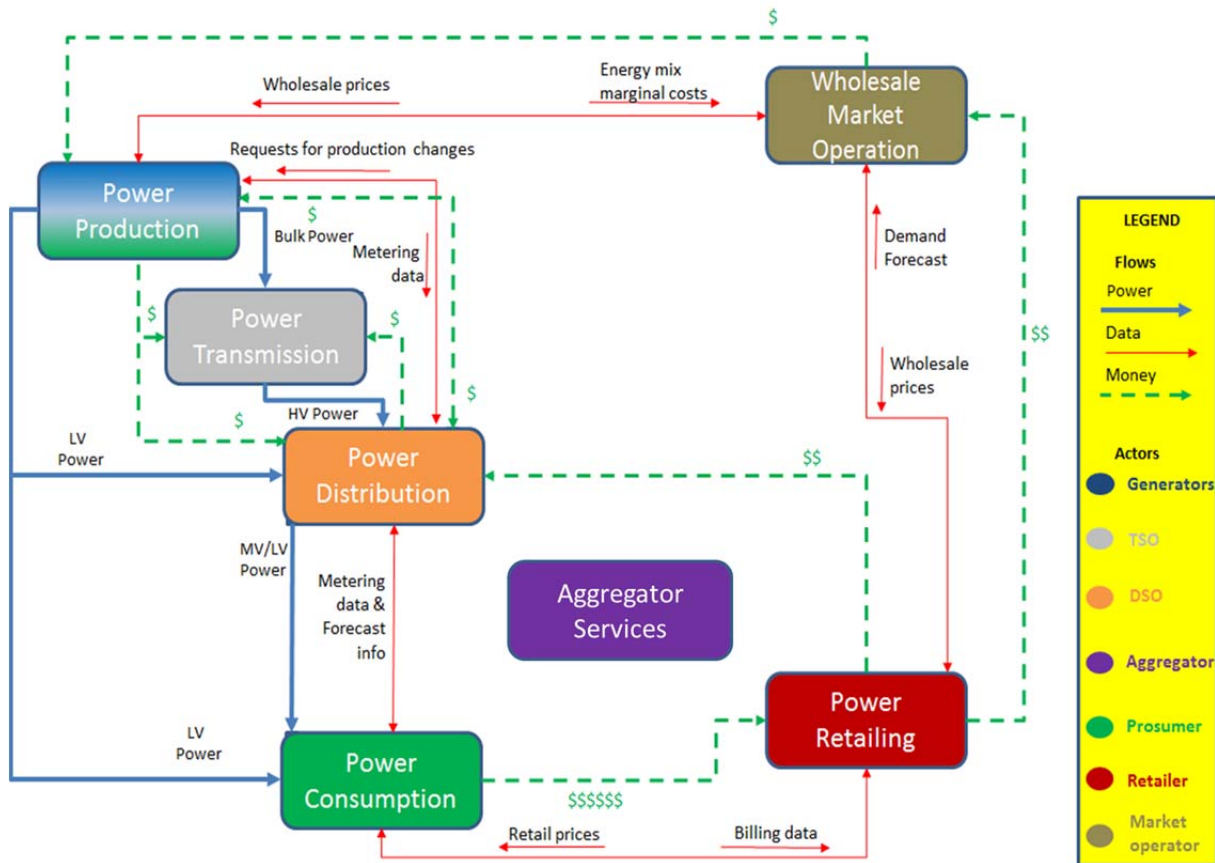 $
Wholesale prices
Energy mix
marginal costs
Wholesale
Market
Operation
Requests for production changes
Power
Production
$
Bulk Power
Metering
data
Demand
Forecast
$
Power
Transmission
$
$$
Wholesale
prices
HV Power
$
$
LV
Power
Power
Distribution
$$
MV/LV
Power
Metering
data &
Forecast
info
Aggregator
Services
LV
Power
Power
Consumption
$$$$$$
Power
Retailing
Retail prices
Billing data
LEGEND
Flows
Power
Data
Money
Actors
Generators
TSO
DSO
Aggregator
Prosumer
Retailer
Market
operator